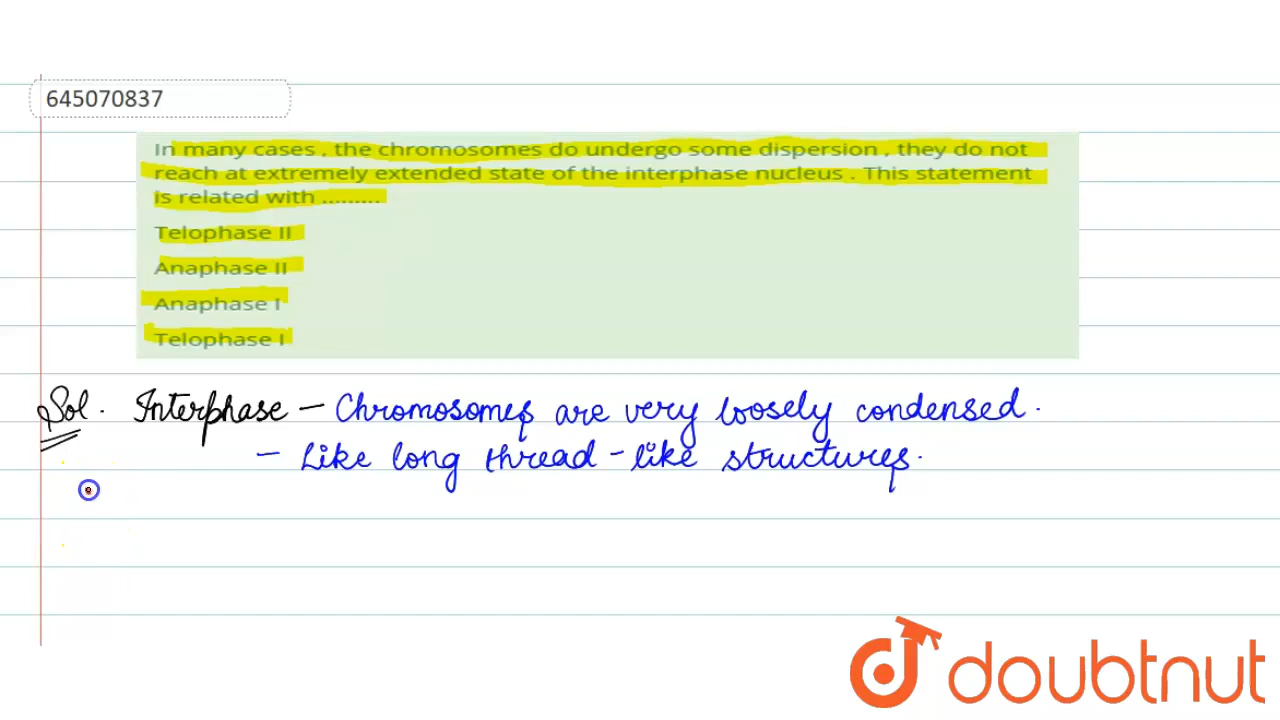 645070837
In many cases , the chromosomes do undergo some dispersion , they do not
reach at extremely extended state of the interphase nucleus . This statement
is related with .........
Telophase II
Anaphase II
Anaphase I
Telophase I
Sol. Interphase – Chromosomes are very loosely condensed.
– Like long thread-like structures.
doubtnut